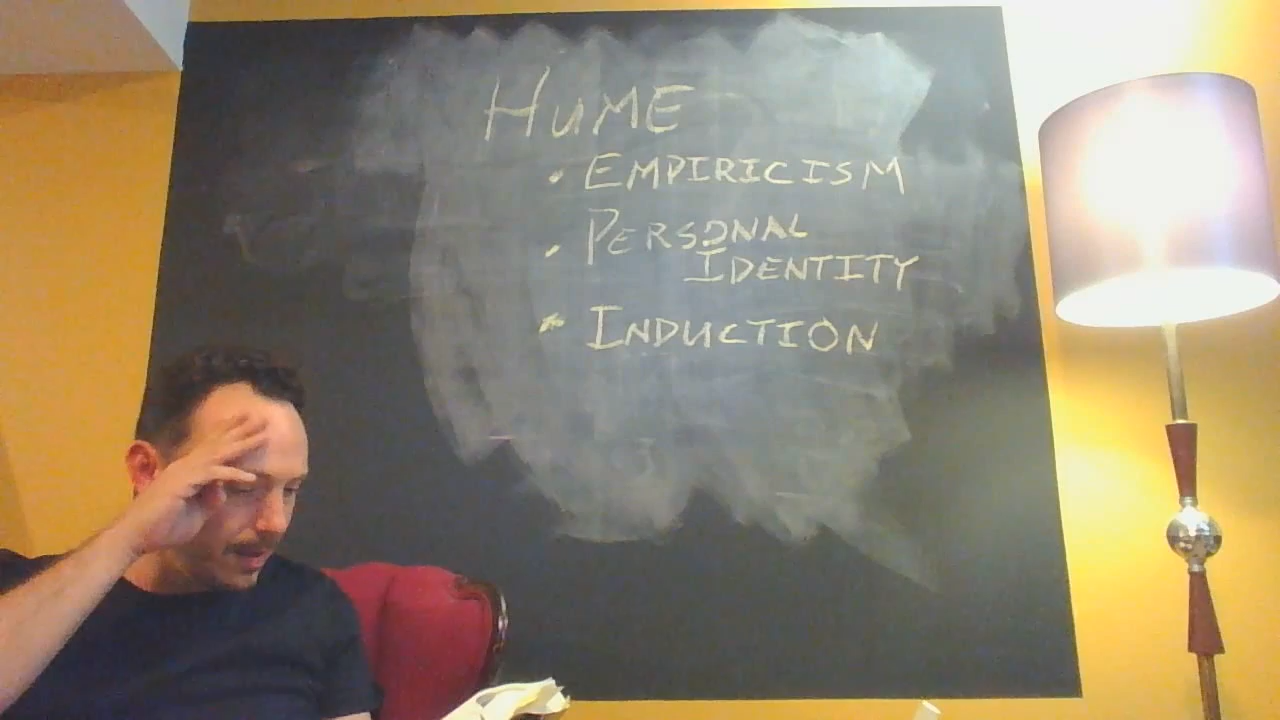 HUME
• EMPIRICISM
• PERSONAL
IDENTITY
• INDUCTION